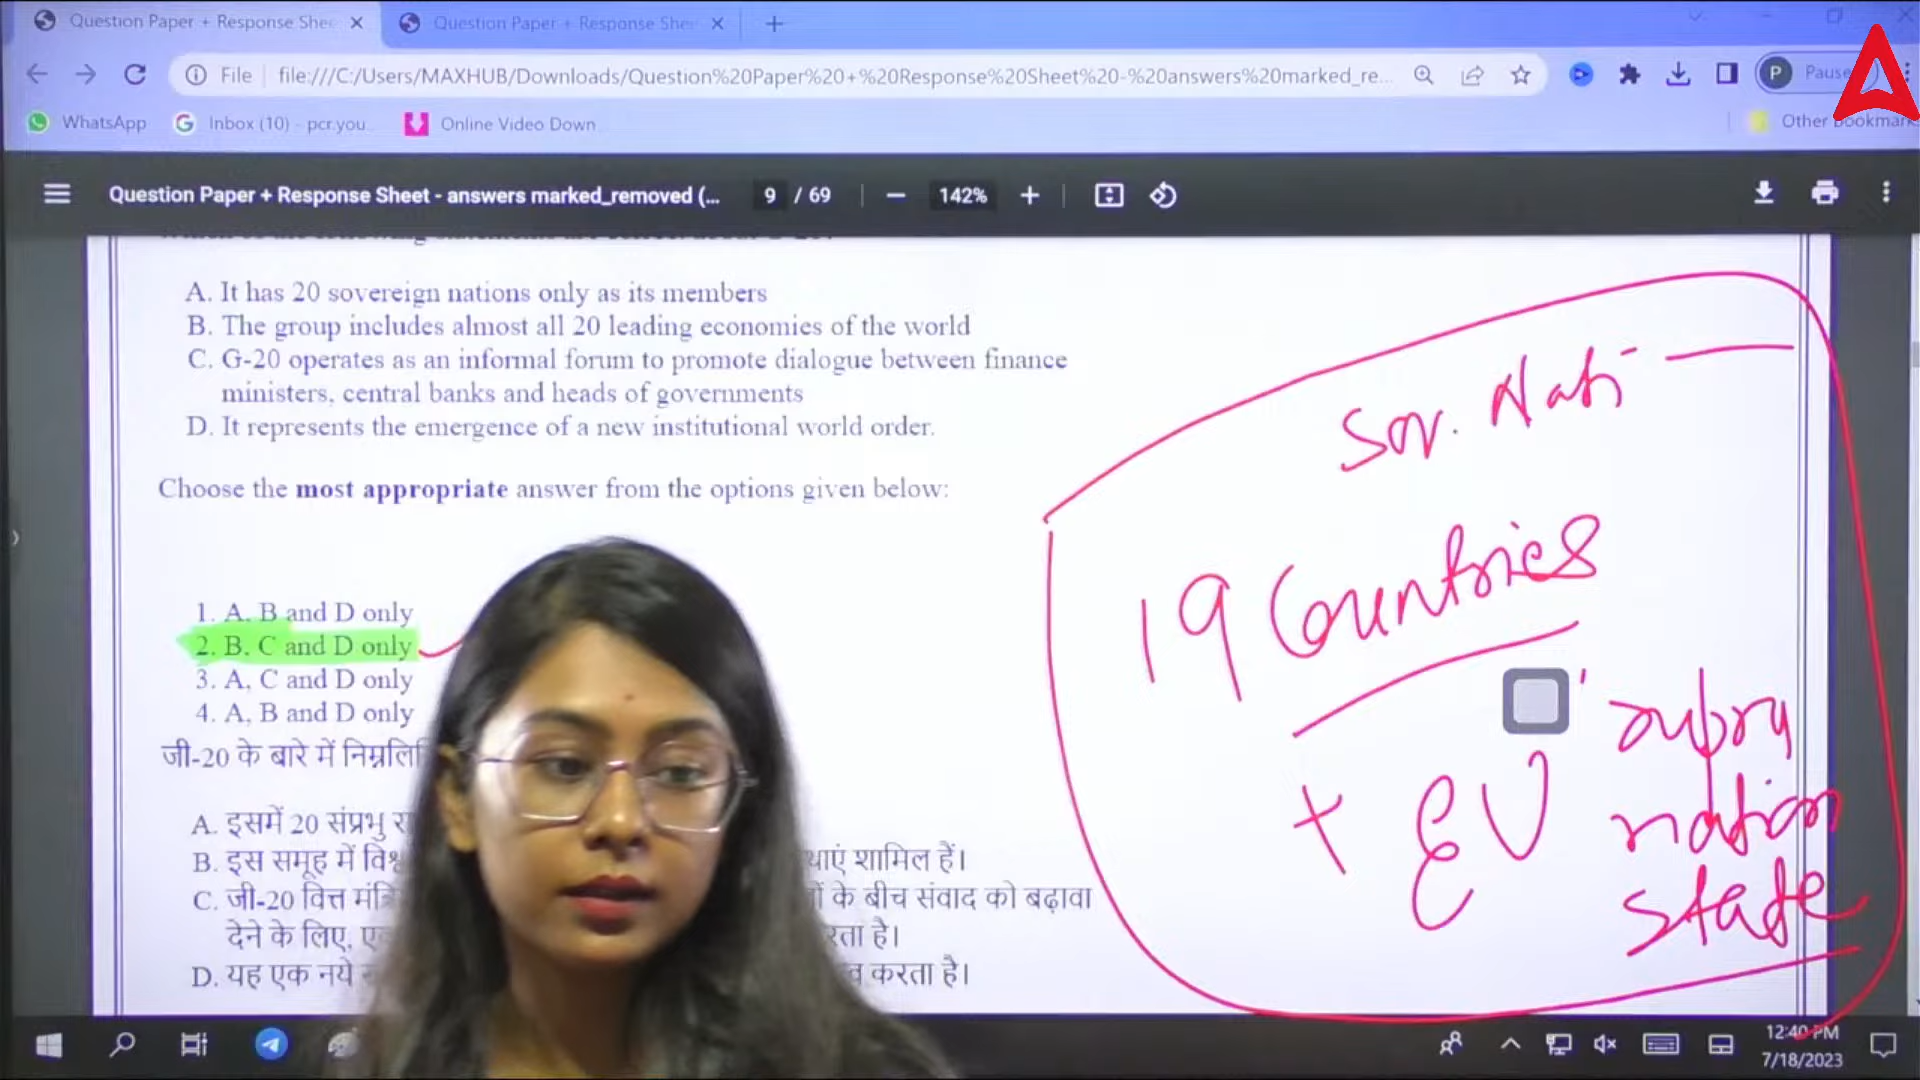 Question Paper + Response Shee
Question Paper + Response Shee
File
file:///C:/Users/MAXHUB/Downloads/Question%20Paper%20+%20Response%20Sheet%20-%20answers%20marked_re...
P
Pause
WhatsApp
Inbox (10) - pcr.you
Online Video Down
Other Bookmark
Question Paper + Response Sheet - answers marked_removed (...
9 / 69
142%
A. It has 20 sovereign nations only as its members
B. The group includes almost all 20 leading economies of the world
C. G-20 operates as an informal forum to promote dialogue between finance
ministers, central banks and heads of governments
D. It represents the emergence of a new institutional world order.
Choose the most appropriate answer from the options given below:
1. A, B and D only
2. B, C and D only
3. A, C and D only
4. A, B and D only
जी-20 के बारे में
A. इसमें 20 संप्रभु
B. इस समूह में शामिल हैं।
C. जी-20 वित्त के बीच संवाद को बढ़ावा
देने के लिए,
D. यह एक नये करता है।
Sov. Nati
19 Countries
+ EU
nation
state
12:40 PM
7/18/2023